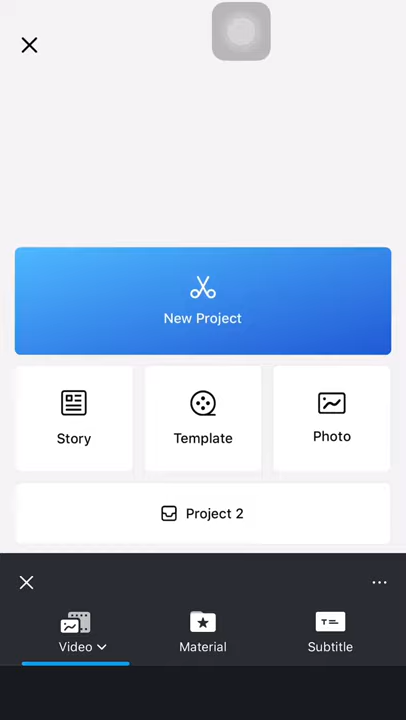 New Project
Story
Template
Photo
Project 2
Video
Material
Subtitle